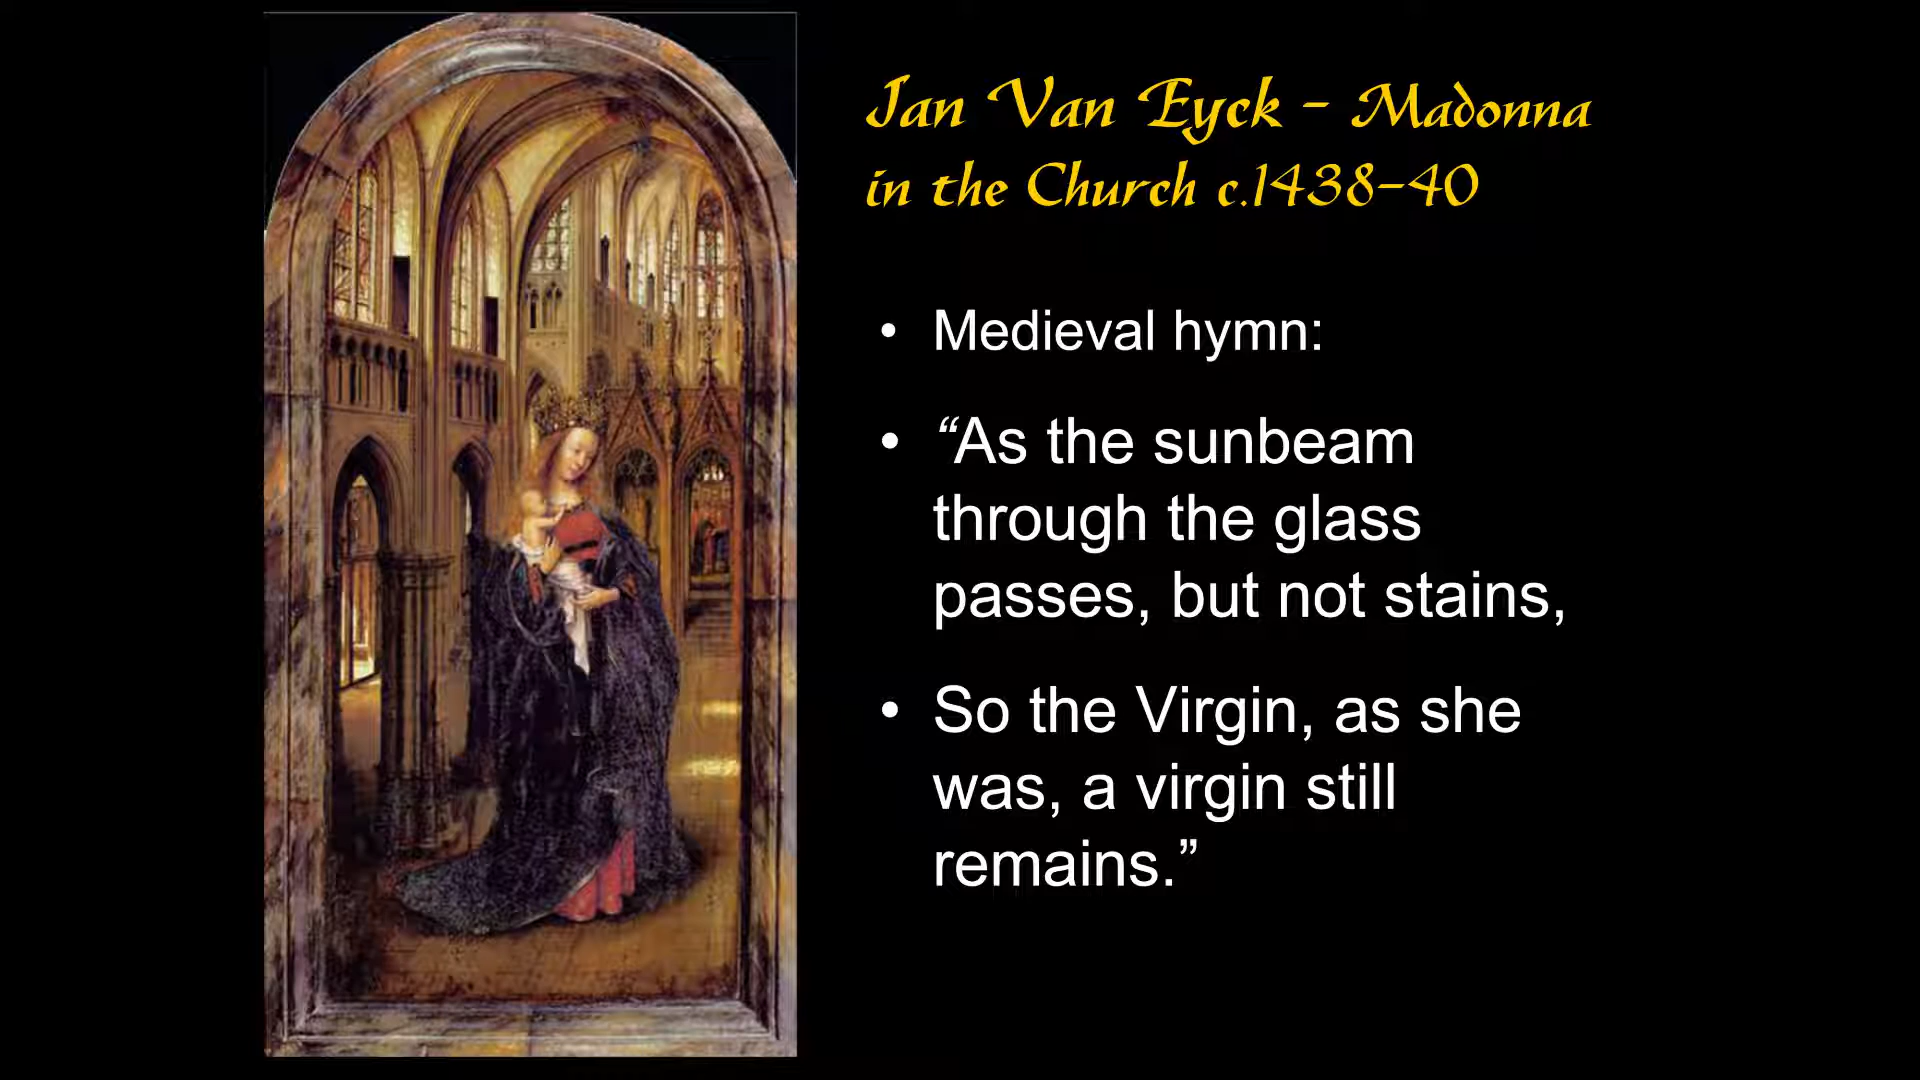 Jan Van Eyck - Madonna
in the Church c.1438-40
• Medieval hymn:
• “As the sunbeam
through the glass
passes, but not stains,
• So the Virgin, as she
was, a virgin still
remains.”